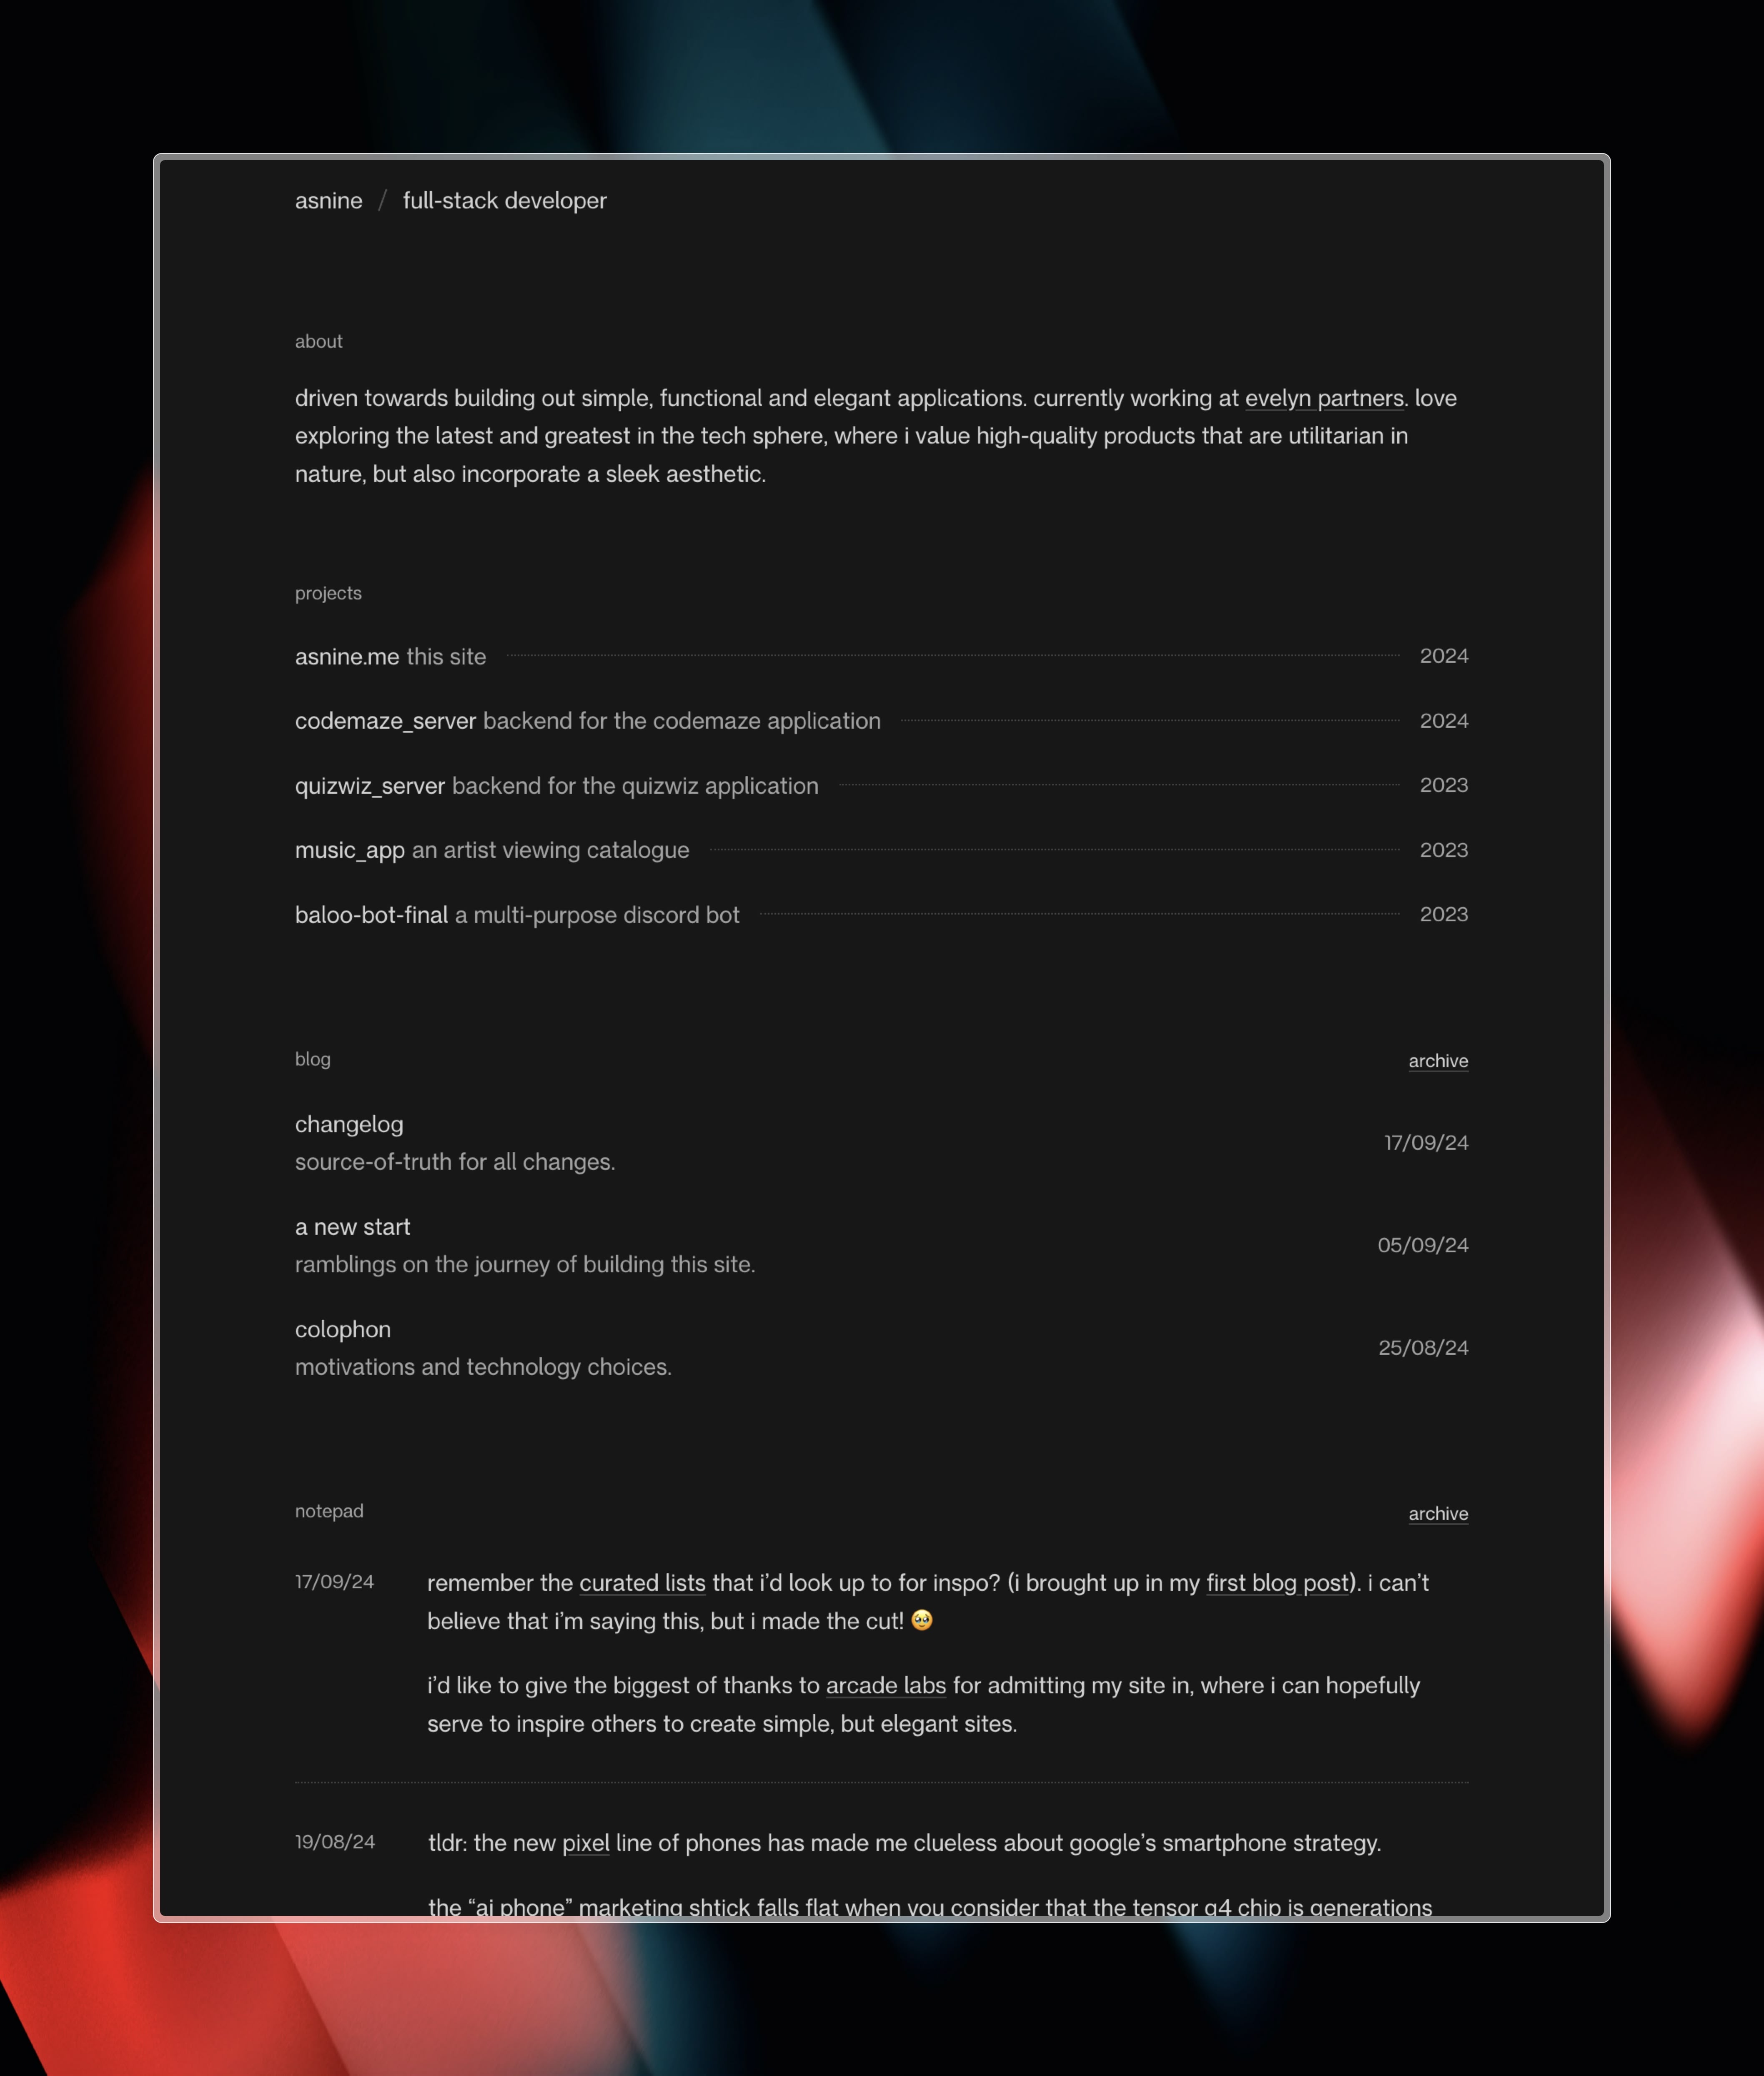 asnine / full-stack developer
about
driven towards building out simple, functional and elegant applications. currently working at evelyn partners. love
exploring the latest and greatest in the tech sphere, where i value high-quality products that are utilitarian in
nature, but also incorporate a sleek aesthetic.
projects
asnine.me this site 2024
codemaze_server backend for the codemaze application 2024
quizwiz_server backend for the quizwiz application 2023
music_app an artist viewing catalogue 2023
baloo-bot-final a multi-purpose discord bot 2023
blog archive
changelog
source-of-truth for all changes.
17/09/24
a new start
ramblings on the journey of building this site.
05/09/24
colophon
motivations and technology choices.
25/08/24
notepad archive
17/09/24 remember the curated lists that i’d look up to for inspo? (i brought up in my first blog post). i can’t
believe that i’m saying this, but i made the cut! 🥹
i’d like to give the biggest of thanks to arcade labs for admitting my site in, where i can hopefully
serve to inspire others to create simple, but elegant sites.
19/08/24 tldr: the new pixel line of phones has made me clueless about google’s smartphone strategy.
the “ai phone” marketing shtick falls flat when you consider that the tensor g4 chip is generations